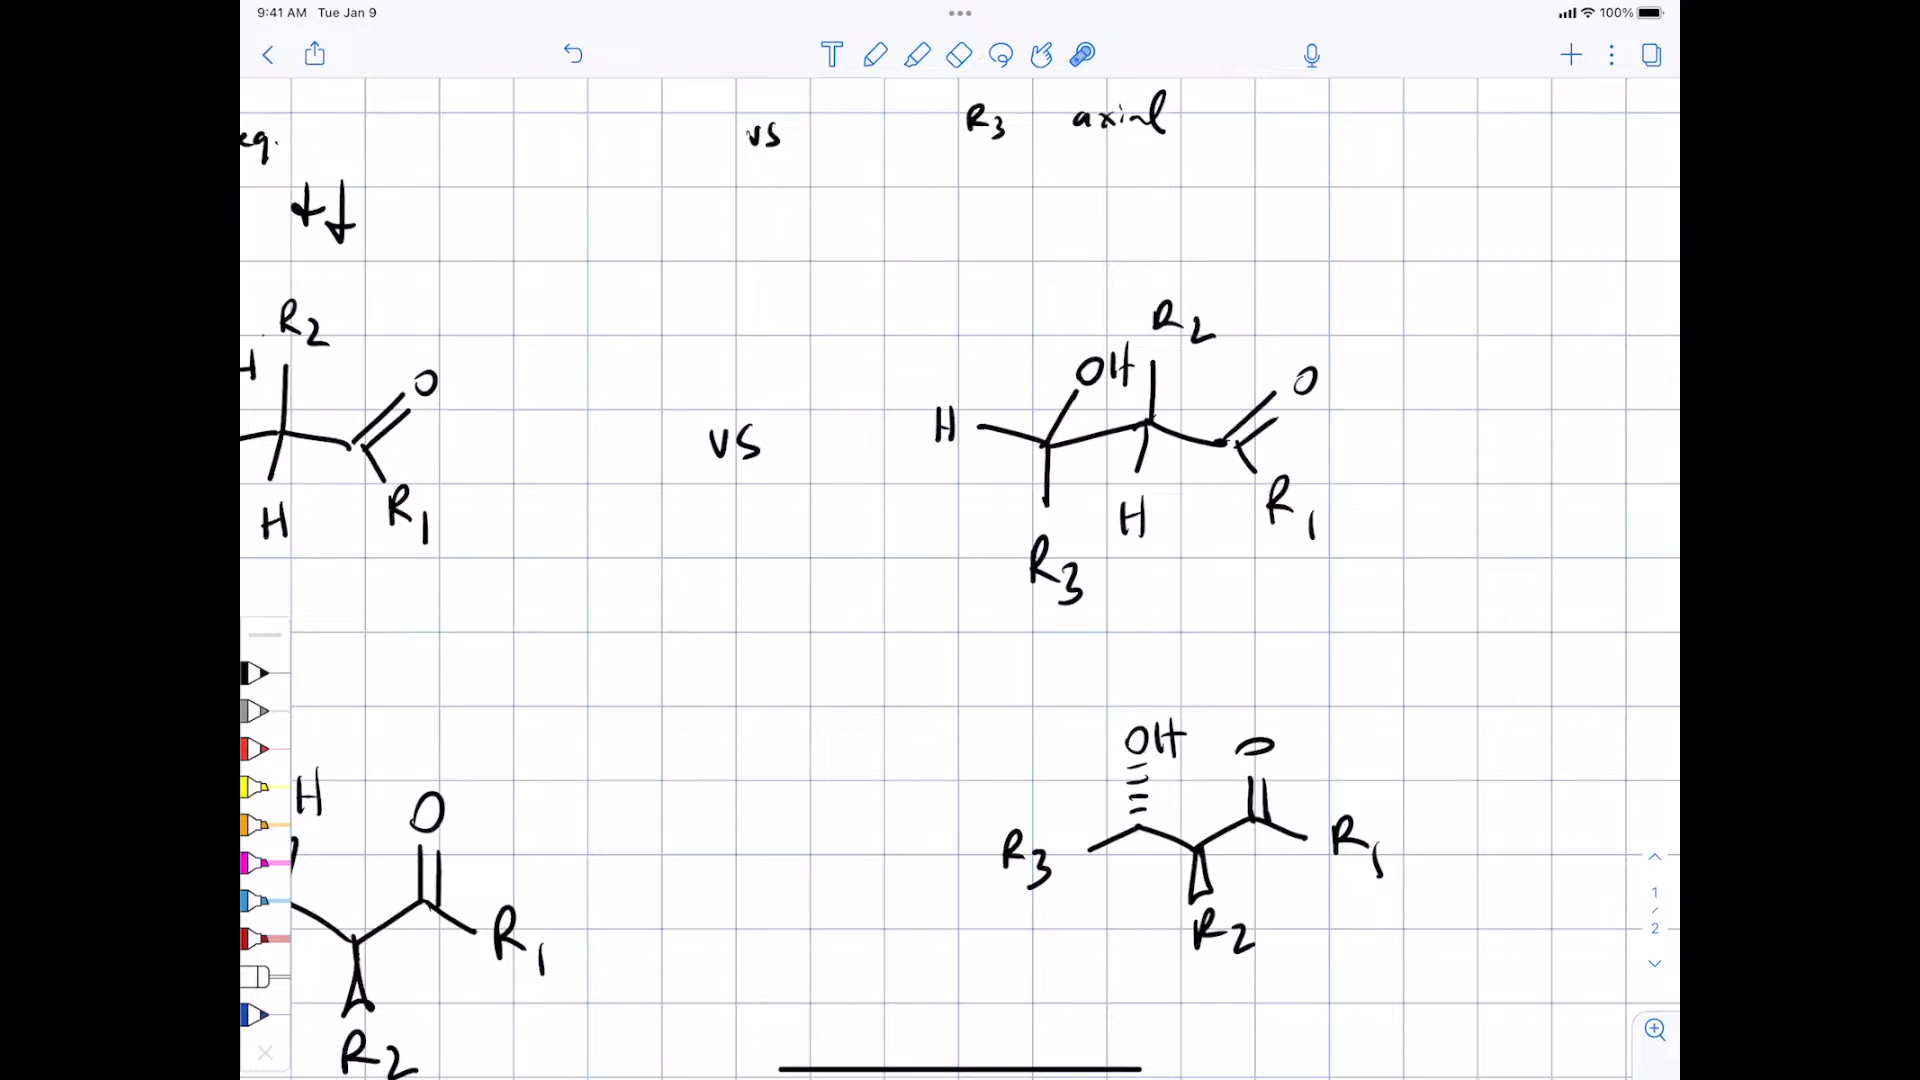 9:41 AM Tue Jan 9
100%
eq. vs R3 axial
R2
H
O
H
R1
vs
R2
OH
O
H
H
R1
R3
H
O
R1
R2
OH
O
R3
R1
R2
1
/
2